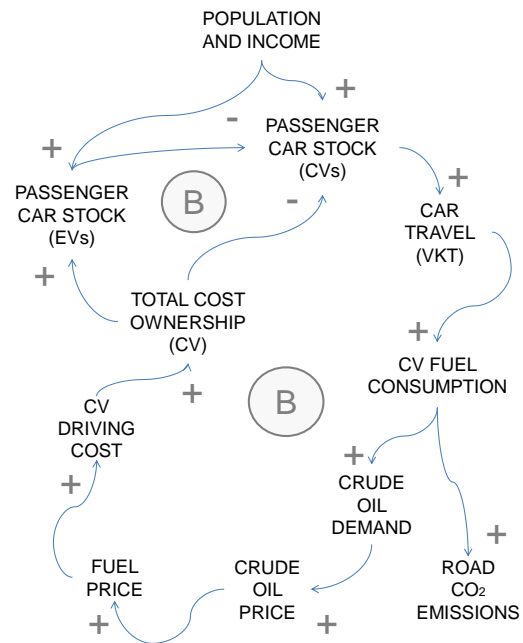 POPULATION
AND INCOME
+
-
+
PASSENGER
CAR STOCK
(CVs)
PASSENGER
CAR STOCK
(EVs)
B
-
+
CAR
TRAVEL
(VKT)
+
TOTAL COST
OWNERSHIP
(CV)
+
CV FUEL
CONSUMPTION
+
B
CV
DRIVING
COST
+
+
CRUDE
OIL
DEMAND
+
FUEL
PRICE
+
CRUDE
OIL
PRICE
+
ROAD
CO2
EMISSIONS